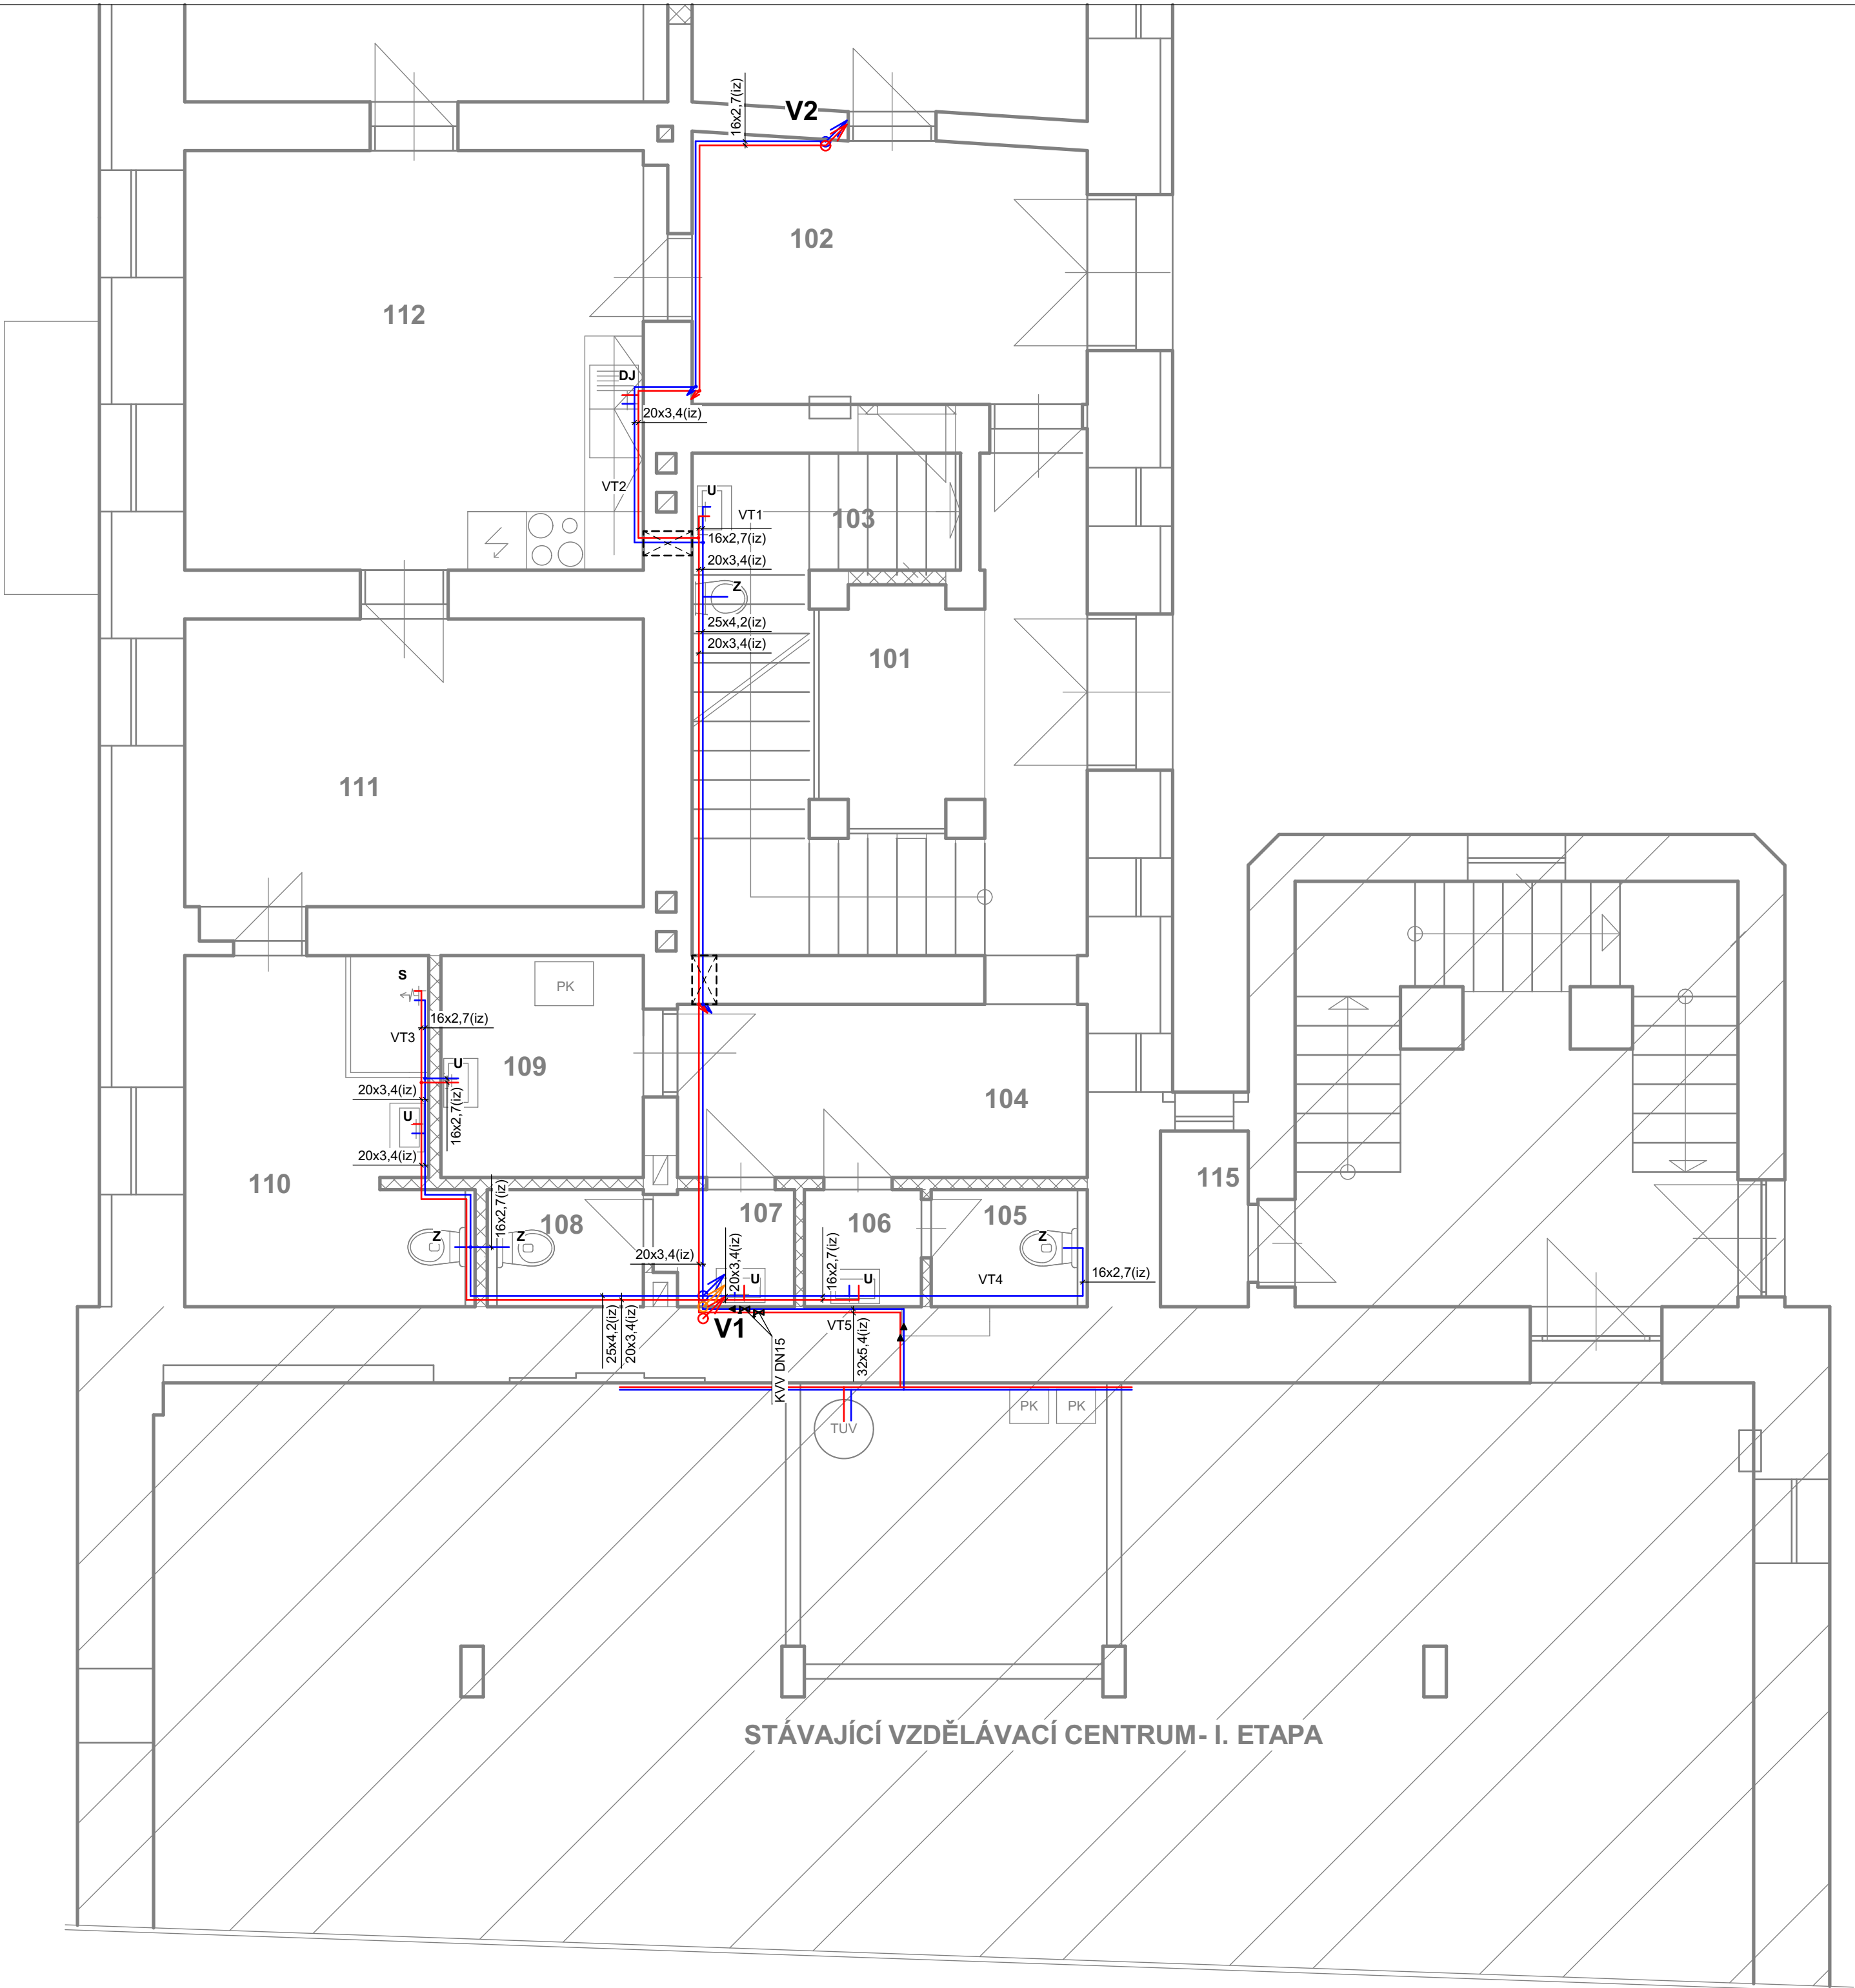 16x2,7(iz)
V2
102
112
DJ
20x3,4(iz)
VT2
U
VT1
103
16x2,7(iz)
20x3,4(iz)
Z
25x4,2(iz)
20x3,4(iz)
101
111
S
PK
16x2,7(iz)
VT3
U
109
20x3,4(iz)
16x2,7(iz)
104
U
20x3,4(iz)
110
115
16x2,7(iz)
108
107
106
105
Z
Z
Z
20x3,4(iz)
20x3,4(iz)
16x2,7(iz)
U
U
VT4
16x2,7(iz)
V1
VT5
25x4,2(iz)
20x3,4(iz)
KVV DN15
32x5,4(iz)
PK
PK
TUV
STÁVAJÍCÍ VZDĚLÁVACÍ CENTRUM- I. ETAPA